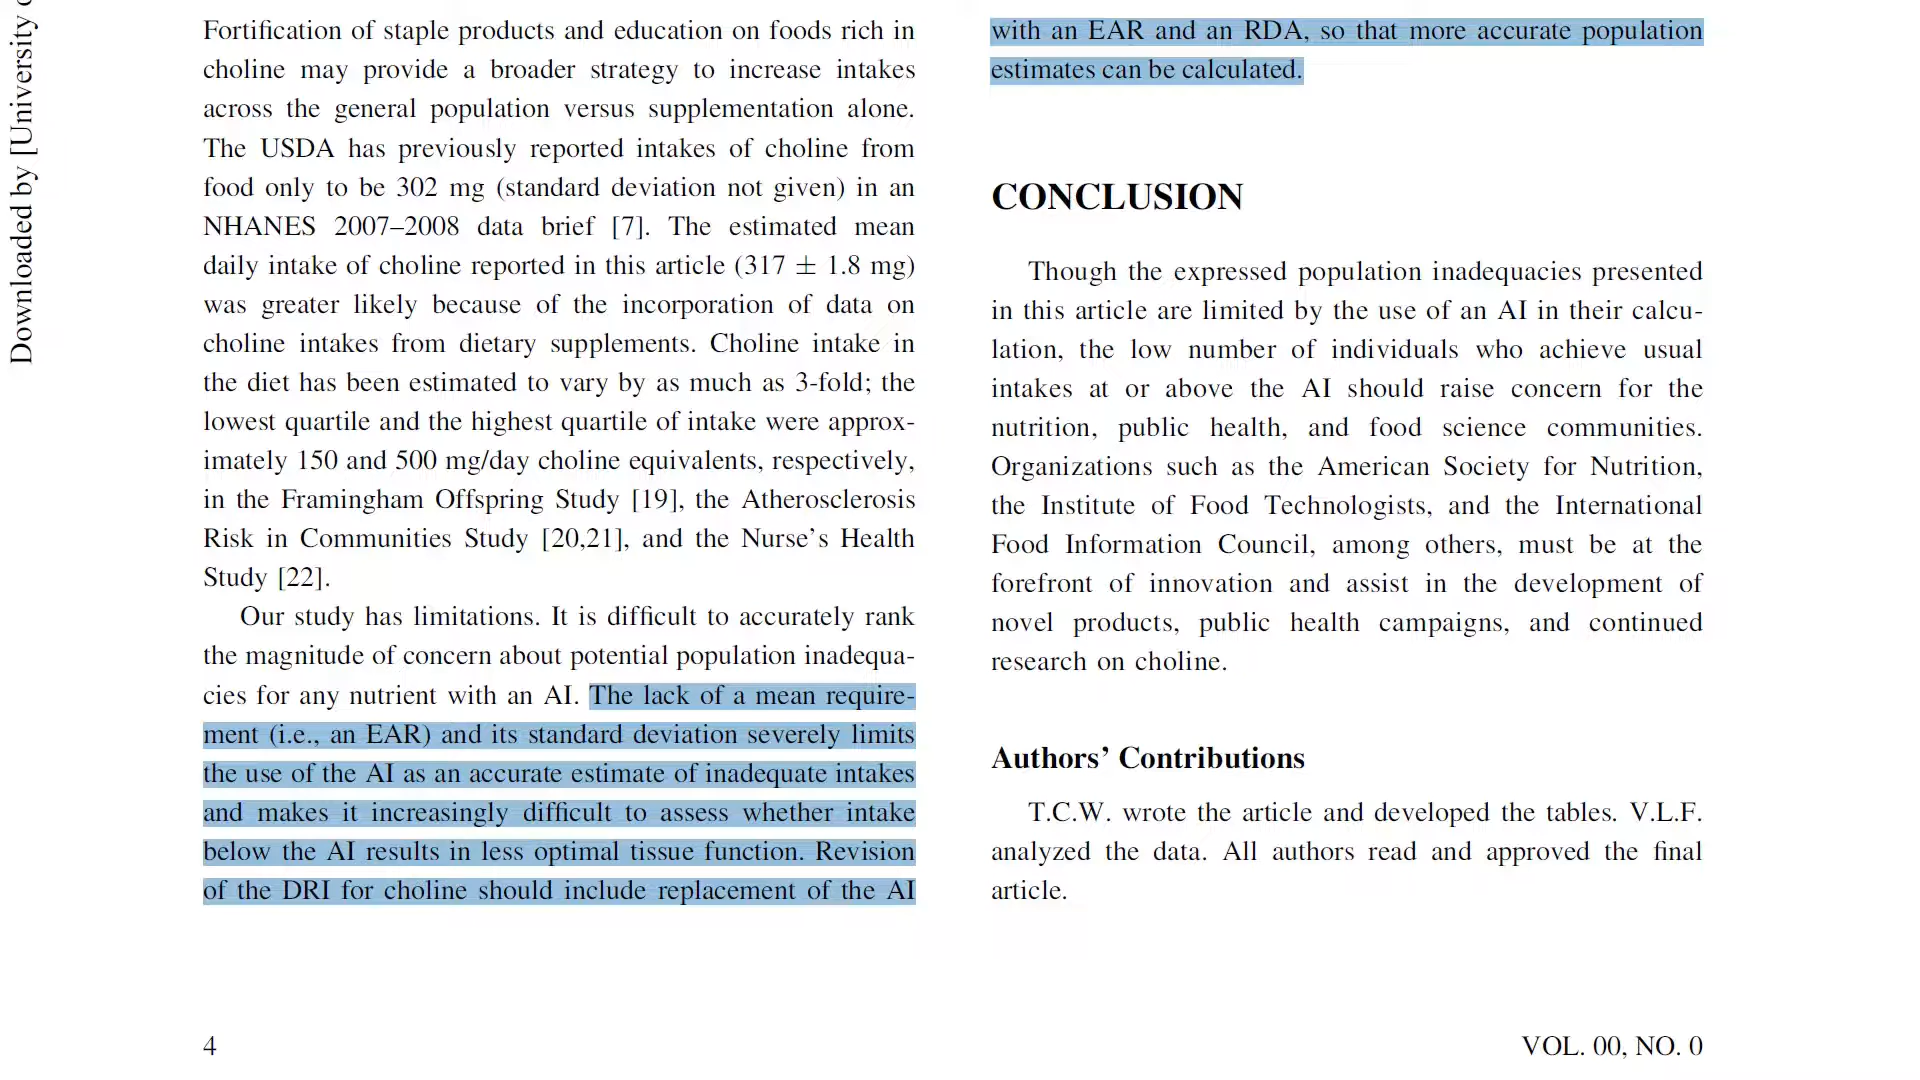 Downloaded by [University
Fortification of staple products and education on foods rich in
choline may provide a broader strategy to increase intakes
across the general population versus supplementation alone.
The USDA has previously reported intakes of choline from
food only to be 302 mg (standard deviation not given) in an
NHANES 2007–2008 data brief [7]. The estimated mean
daily intake of choline reported in this article (317 ± 1.8 mg)
was greater likely because of the incorporation of data on
choline intakes from dietary supplements. Choline intake in
the diet has been estimated to vary by as much as 3-fold; the
lowest quartile and the highest quartile of intake were approx-
imately 150 and 500 mg/day choline equivalents, respectively,
in the Framingham Offspring Study [19], the Atherosclerosis
Risk in Communities Study [20,21], and the Nurse's Health
Study [22].
Our study has limitations. It is difficult to accurately rank
the magnitude of concern about potential population inadequa-
cies for any nutrient with an AI. The lack of a mean require-
ment (i.e., an EAR) and its standard deviation severely limits
the use of the AI as an accurate estimate of inadequate intakes
and makes it increasingly difficult to assess whether intake
below the AI results in less optimal tissue function. Revision
of the DRI for choline should include replacement of the AI
with an EAR and an RDA, so that more accurate population
estimates can be calculated.
CONCLUSION
Though the expressed population inadequacies presented
in this article are limited by the use of an AI in their calcu-
lation, the low number of individuals who achieve usual
intakes at or above the AI should raise concern for the
nutrition, public health, and food science communities.
Organizations such as the American Society for Nutrition,
the Institute of Food Technologists, and the International
Food Information Council, among others, must be at the
forefront of innovation and assist in the development of
novel products, public health campaigns, and continued
research on choline.
Authors' Contributions
T.C.W. wrote the article and developed the tables. V.L.F.
analyzed the data. All authors read and approved the final
article.
4
VOL. 00, NO. 0